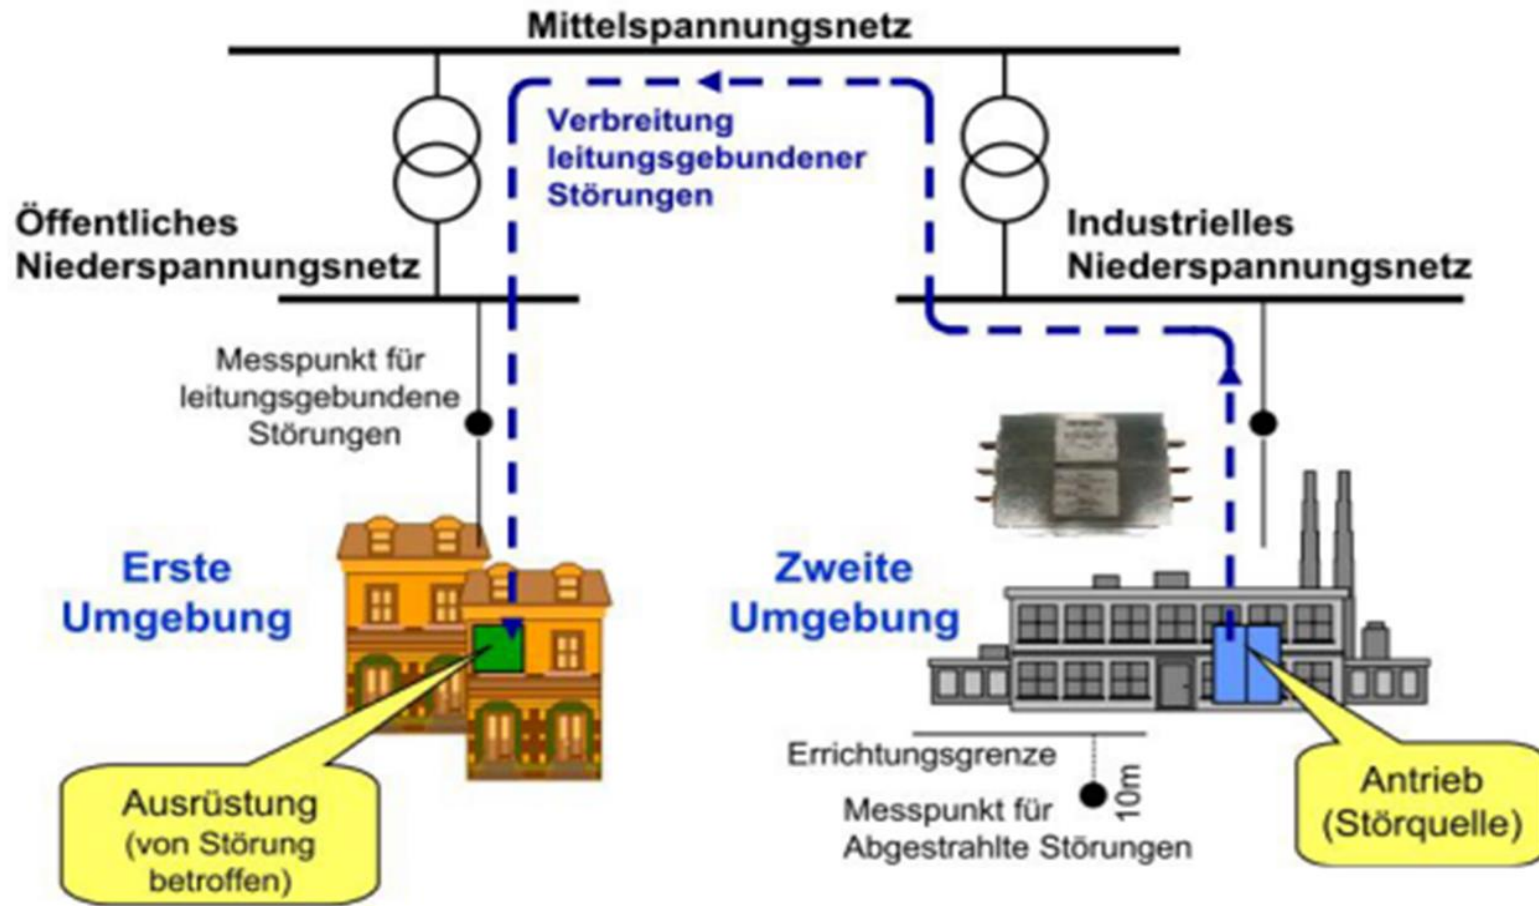 Mittelspannungsnetz
Verbreitung
leitungsgebundener
Störungen
Öffentliches
Niederspannungsnetz
Industrielles
Niederspannungsnetz
Messpunkt für
leitungsgebundene
Störungen
Erste
Umgebung
Zweite
Umgebung
Errichtungsgrenze
10m
Messpunkt für
Abgestrahlte Störungen
Ausrüstung
(von Störung
betroffen)
Antrieb
(Störquelle)